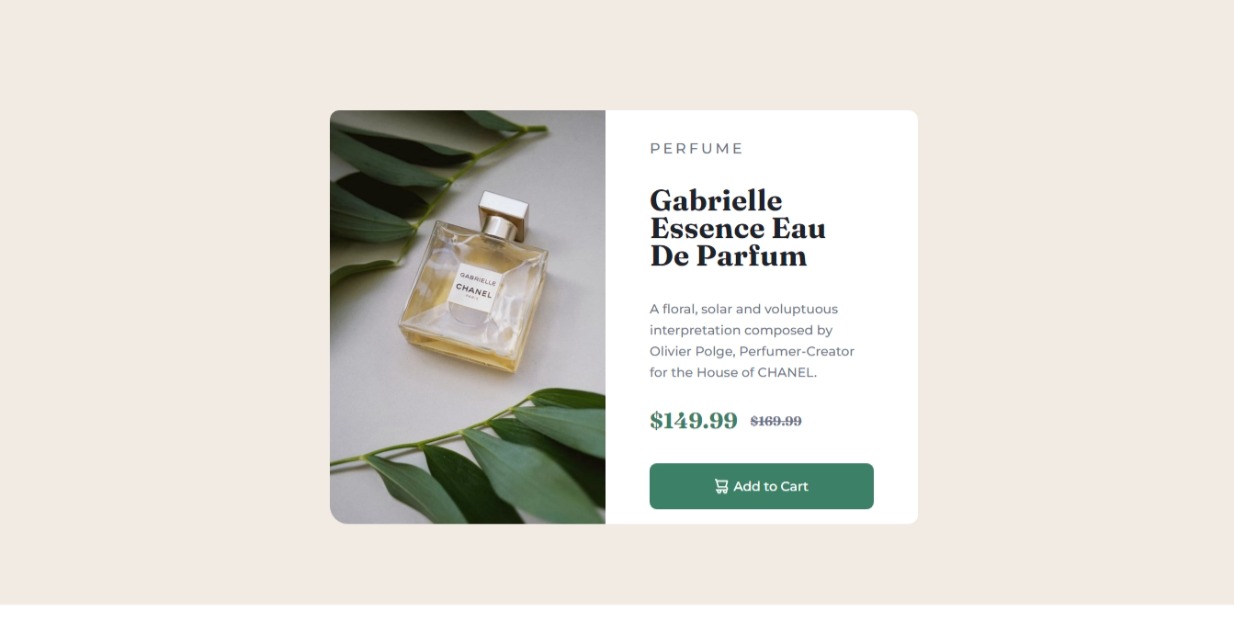 GABRIELLE
CHANEL
PARIS
PERFUME
Gabrielle
Essence Eau
De Parfum
A floral, solar and voluptuous
interpretation composed by
Olivier Polge, Perfumer-Creator
for the House of CHANEL.
$149.99 $169.99
Add to Cart